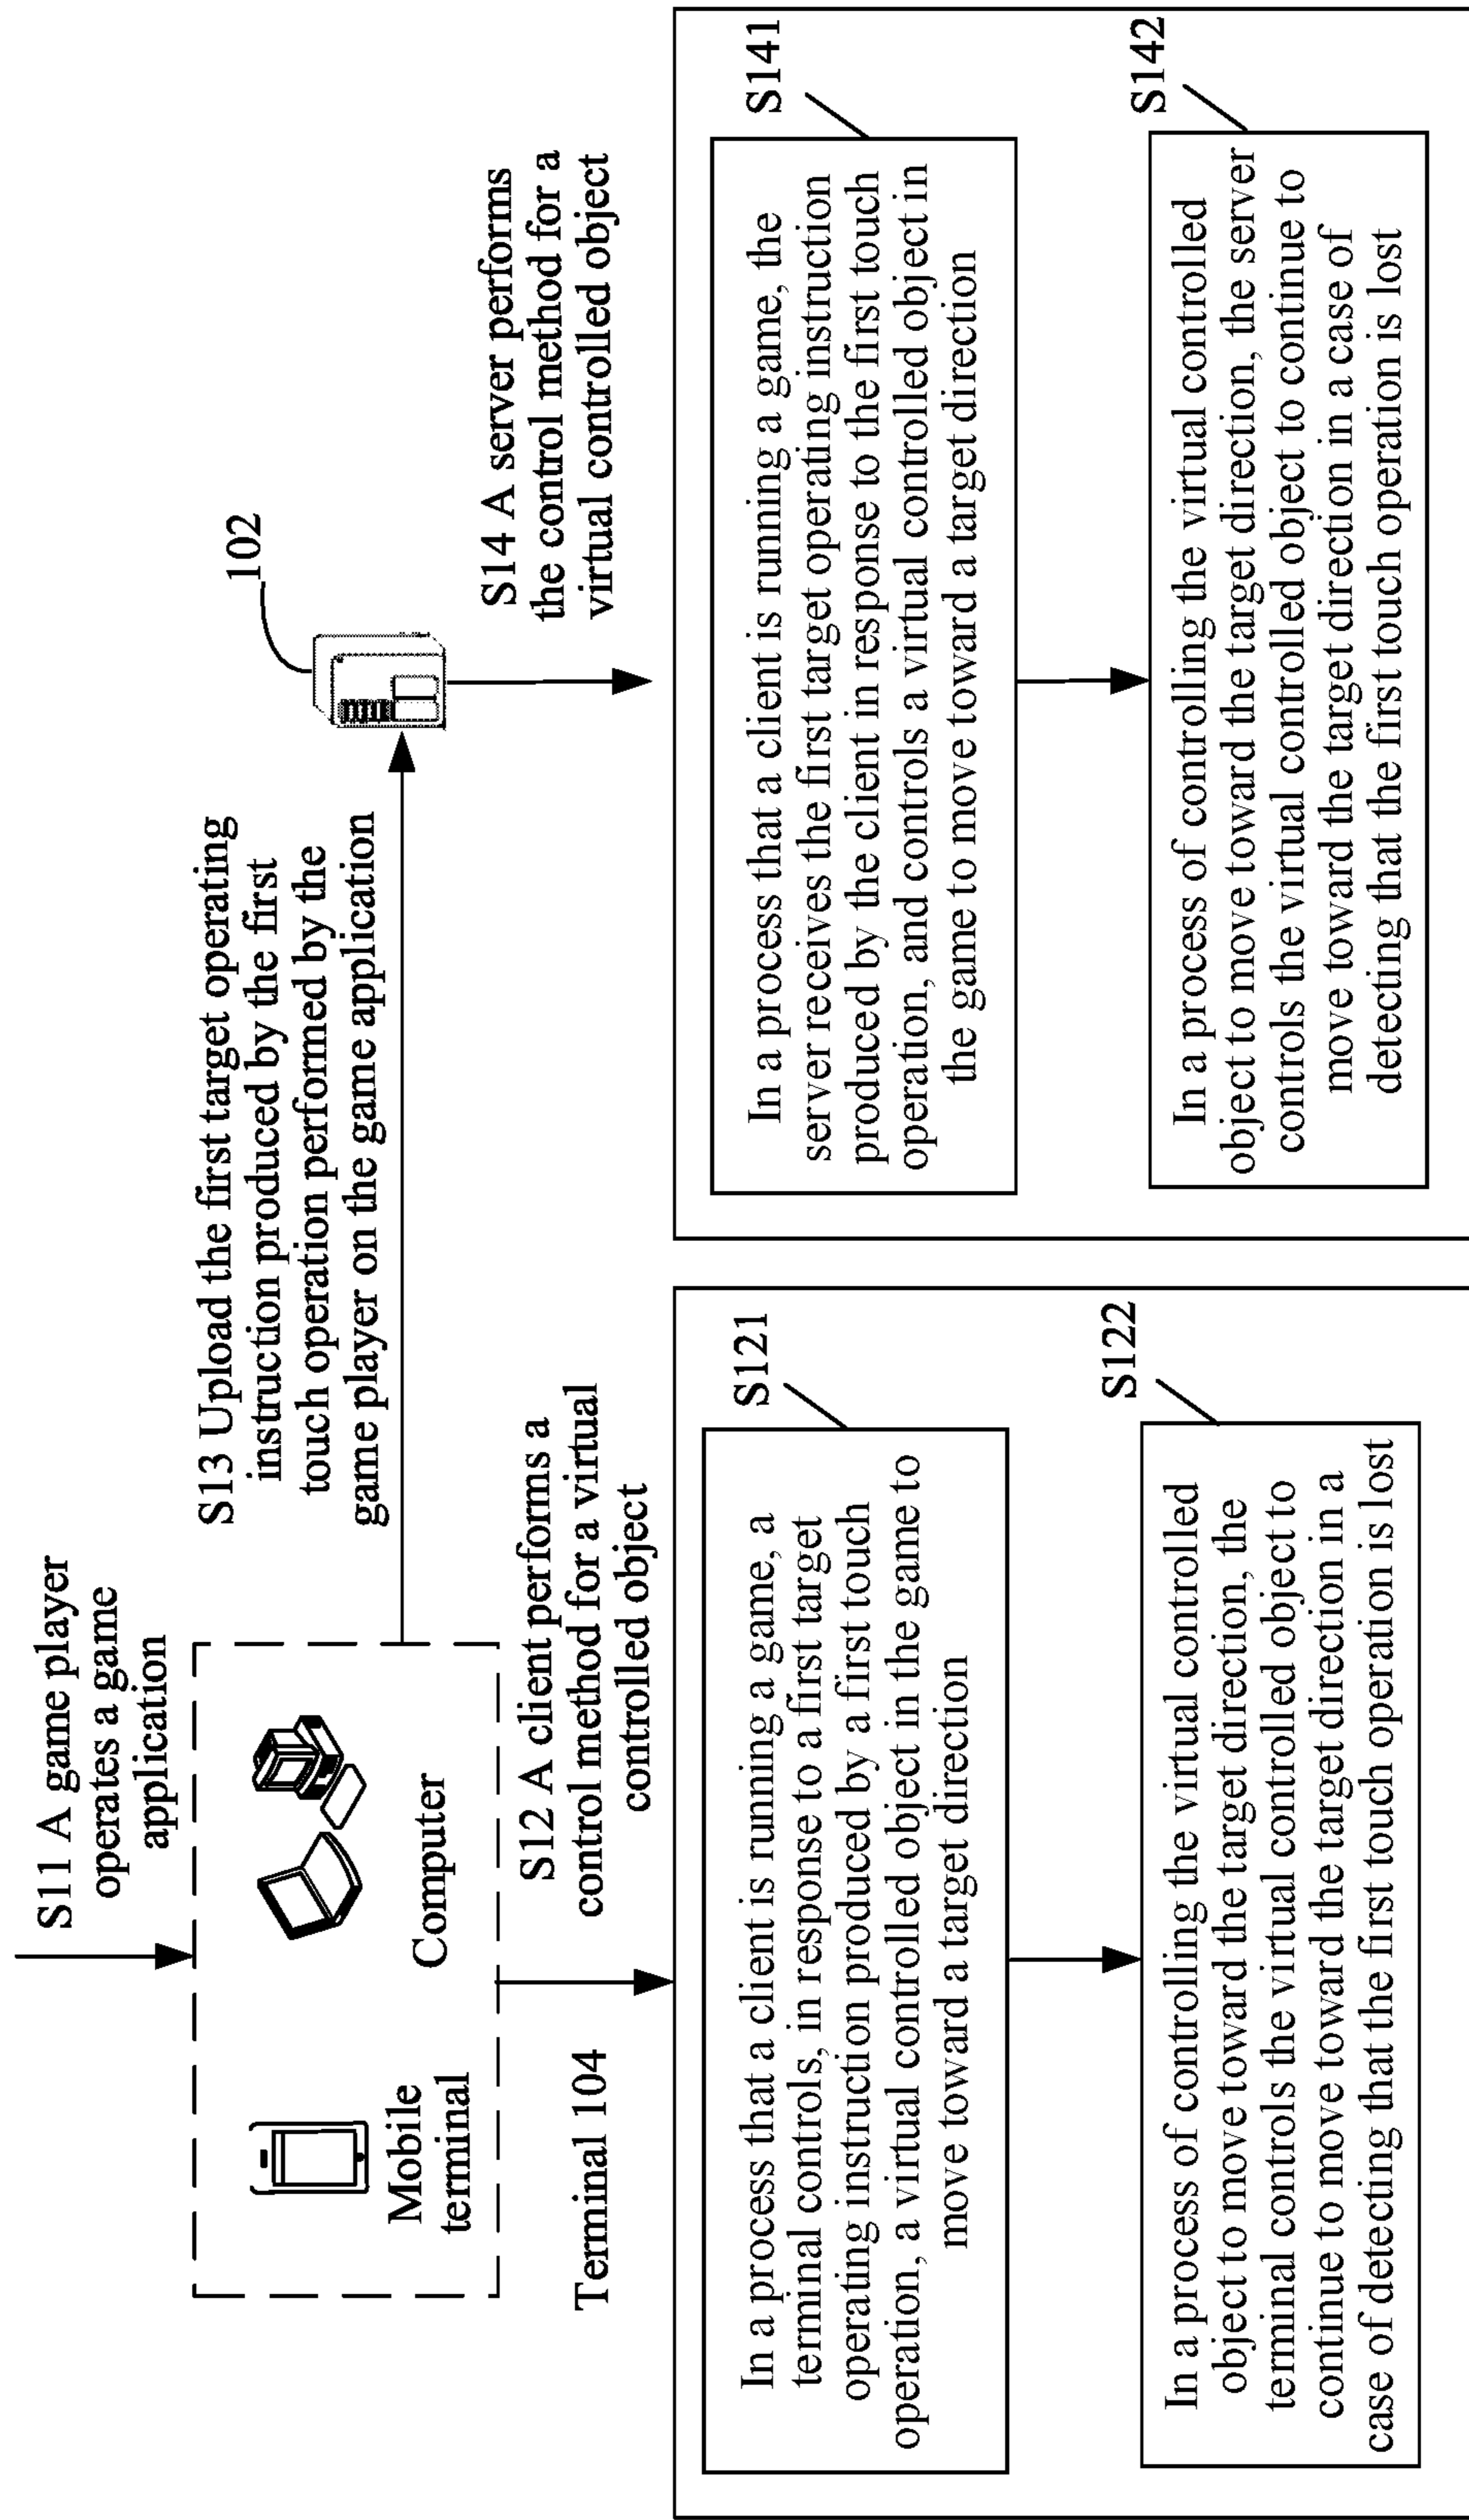 S11 A game player
operates a game
application
Mobile
terminal
Computer
S13 Upload the first target operating
instruction produced by the first
touch operation performed by the
game player on the game application
102
Terminal 104
S12 A client performs a
control method for a virtual
controlled object
S14 A server performs
the control method for a
virtual controlled object
S121
In a process that a client is running a game, a
terminal controls, in response to a first target
operating instruction produced by a first touch
operation, a virtual controlled object in the game to
move toward a target direction
S122
In a process of controlling the virtual controlled
object to move toward the target direction, the
terminal controls the virtual controlled object to
continue to move toward the target direction in a
case of detecting that the first touch operation is lost
S141
In a process that a client is running a game, the
server receives the first target operating instruction
produced by the client in response to the first touch
operation, and controls a virtual controlled object in
the game to move toward a target direction
S142
In a process of controlling the virtual controlled
object to move toward the target direction, the server
controls the virtual controlled object to continue to
move toward the target direction in a case of
detecting that the first touch operation is lost